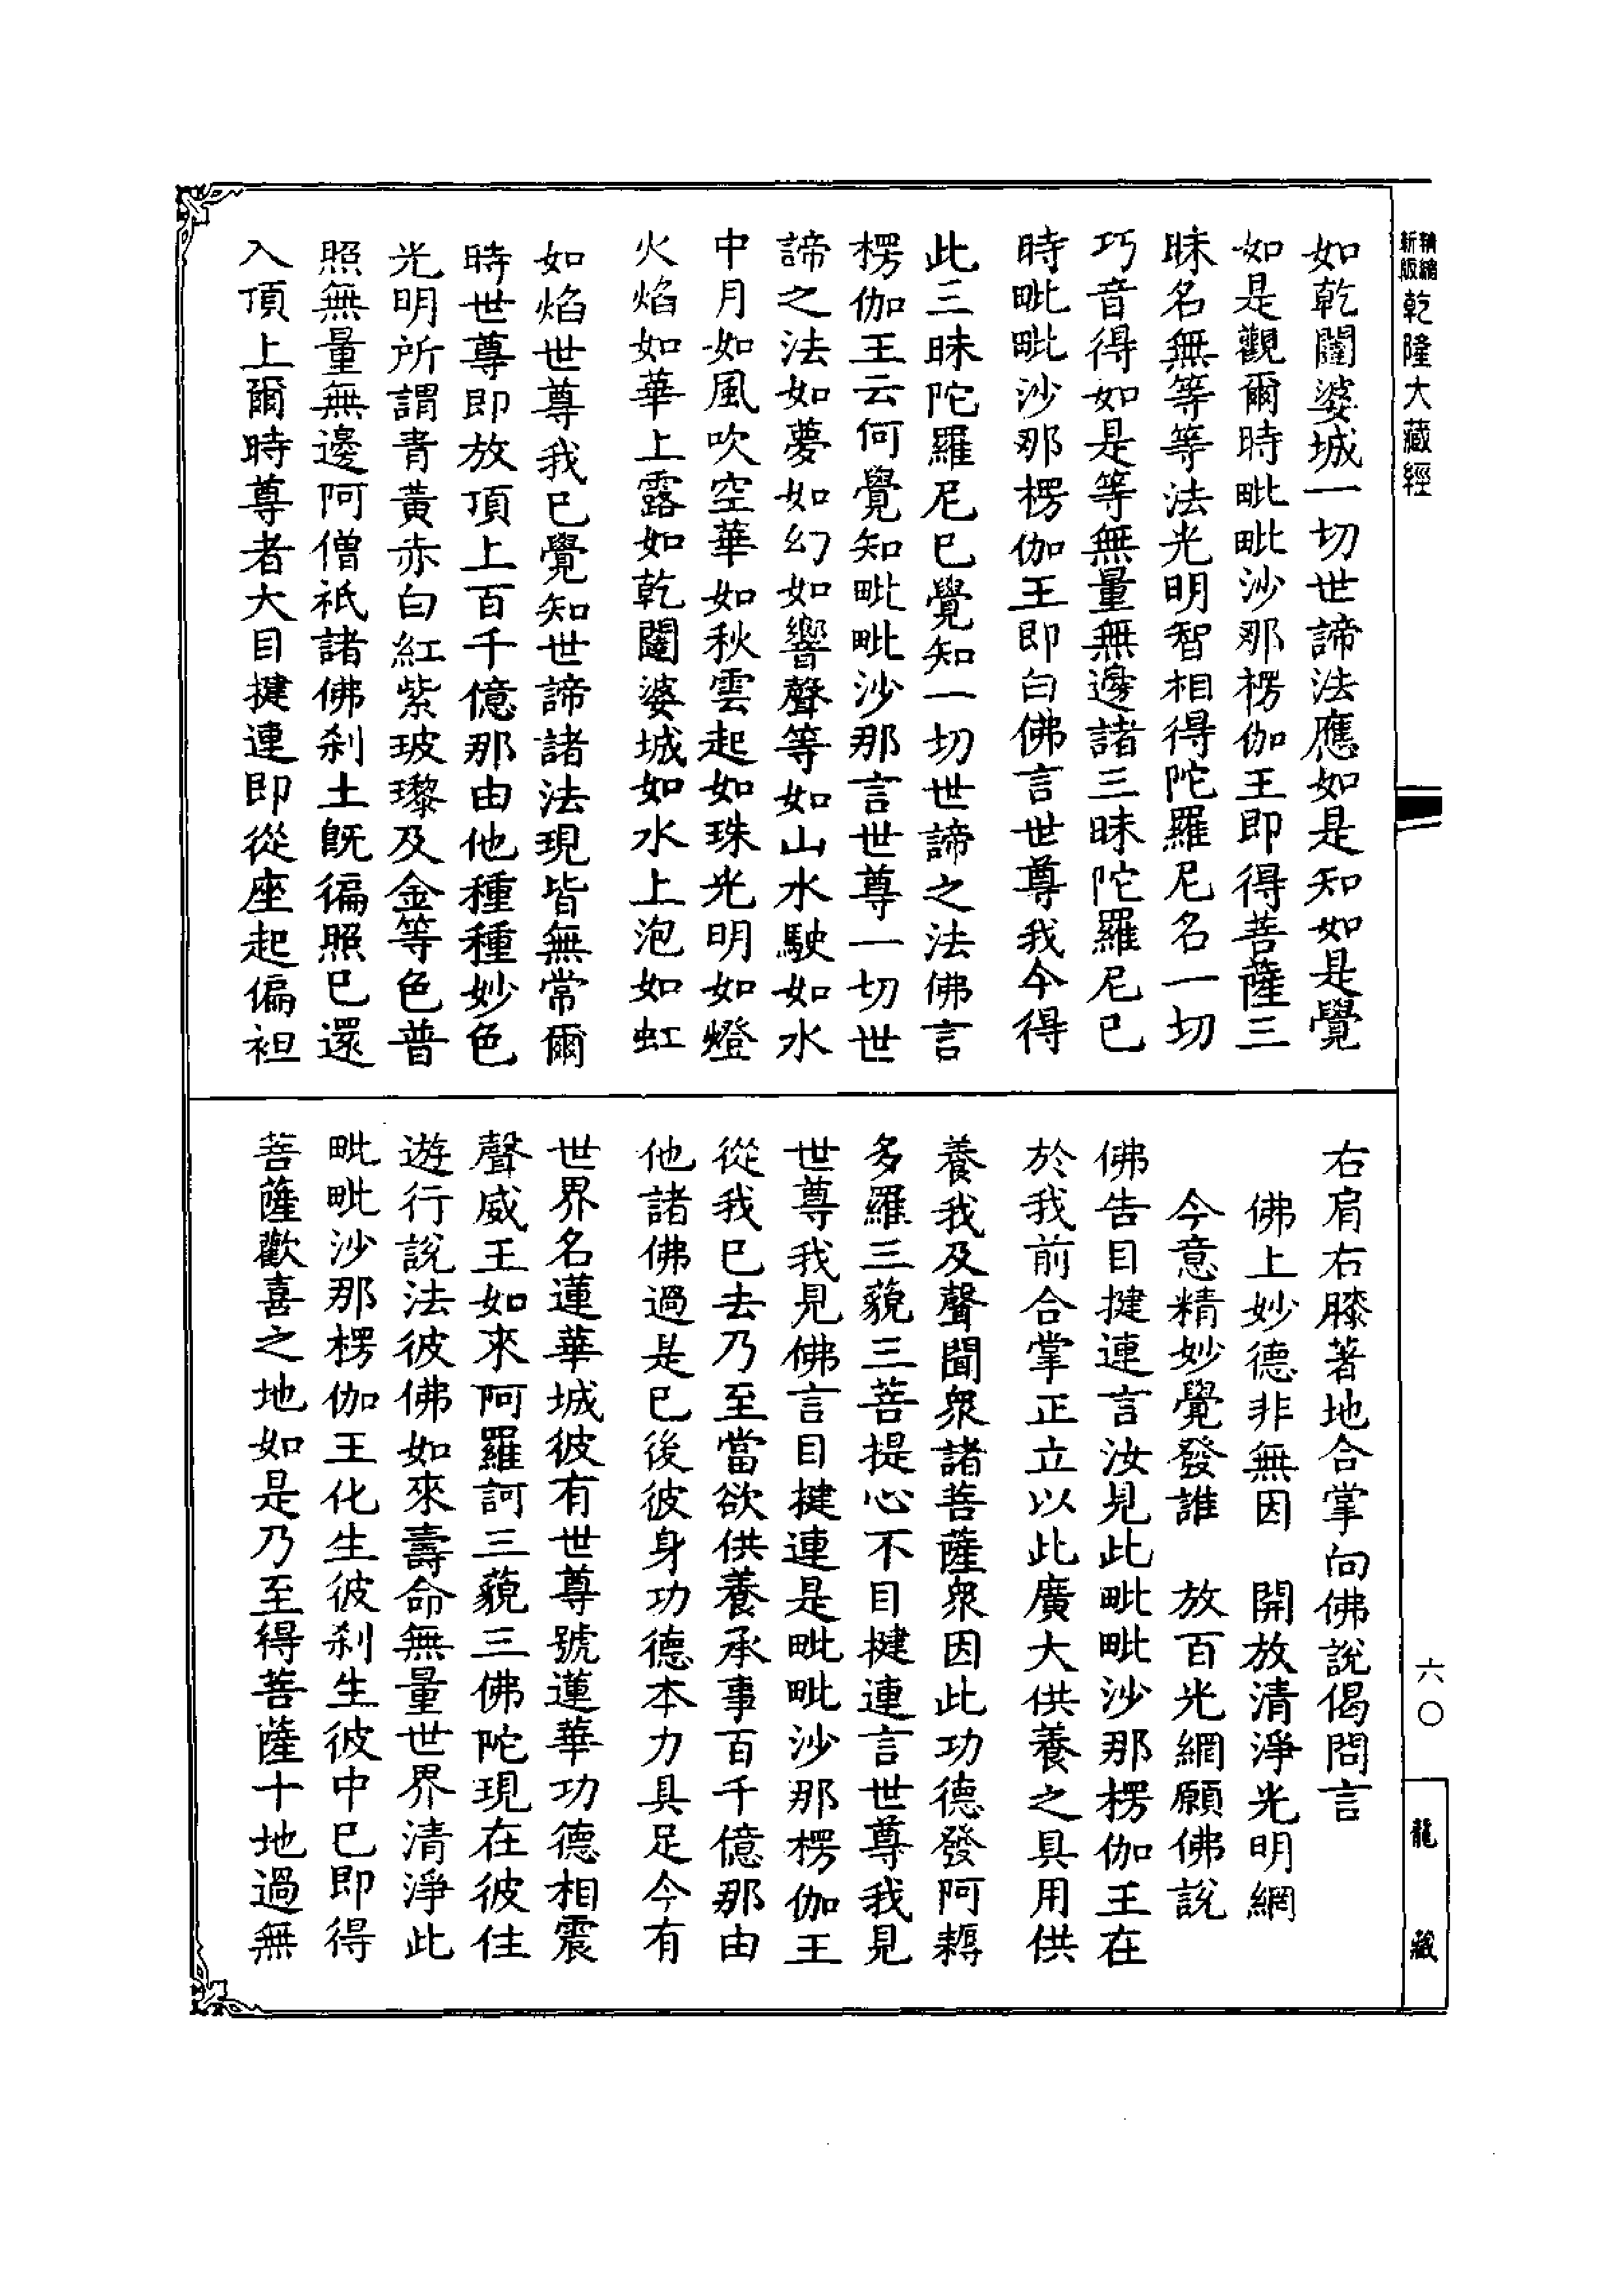 精縮
新版
乾隆大藏經
如乾闥婆城一切世諦法應如是知如是覺
如是觀爾時毗毗沙那楞伽王即得菩薩三
昧名無等等法光明智相得陀羅尼名一切
巧音得如是等無量無邊諸三昧陀羅尼已
時毗毗沙那楞伽王即白佛言世尊我今得
此三昧陀羅尼已覺知一切世諦之法佛言
楞伽王云何覺知毗毗沙那言世尊一切世
諦之法如夢如幻如響聲等如山水駛如水
中月如風吹空華如秋雲起如珠光明如燈
火焰如華上露如乾闥婆城如水上泡如虹
如焰世尊我已覺知世諦諸法現皆無常爾
時世尊即放頂上百千億那由他種種妙色
光明所謂青黃赤白紅紫玻瓈及金等色普
照無量無邊阿僧祇諸佛刹土既徧照已還
入頂上爾時尊者大目揵連即從座起偏袒
右肩右膝著地合掌向佛說偈問言
佛上妙德非無因　開放清淨光明網
今意精妙覺發誰　放百光網願佛說
佛告目揵連言汝見此毗毗沙那楞伽王在
於我前合掌正立以此廣大供養之具用供
養我及聲聞衆諸菩薩衆因此功德發阿耨
多羅三藐三菩提心不目揵連言世尊我見
世尊我見佛言目揵連是毗毗沙那楞伽王
從我已去乃至當欲供養承事百千億那由
他諸佛過是已後彼身功德本力具足今有
世界名蓮華城彼有世尊號蓮華功德相震
聲威王如來阿羅訶三藐三佛陀現在彼住
遊行說法彼佛如來壽命無量世界清淨此
毗毗沙那楞伽王化生彼刹生彼中已即得
菩薩歡喜之地如是乃至得菩薩十地過無
六〇
龍藏